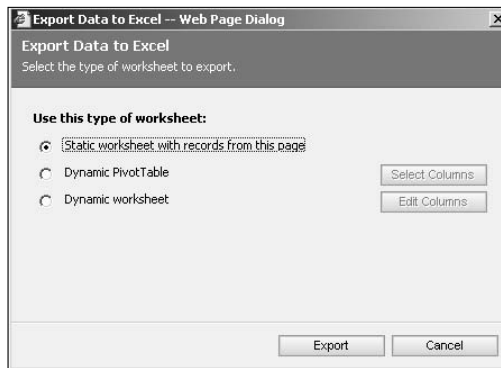 Export Data to Excel -- Web Page Dialog
Export Data to Excel
Select the type of worksheet to export.
Use this type of worksheet:
Static worksheet with records from this page
Dynamic PivotTable
Select Columns
Dynamic worksheet
Edit Columns
Export
Cancel